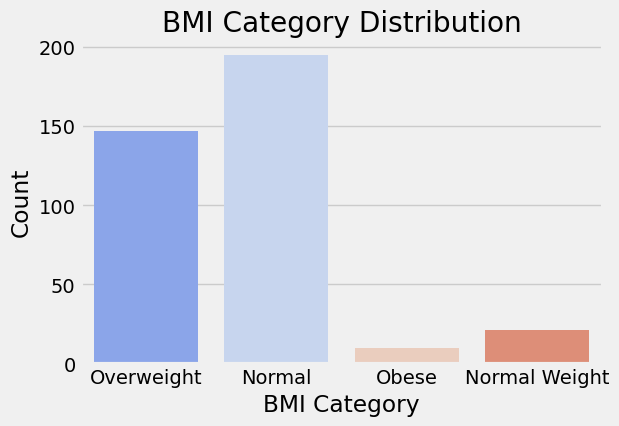 BMI Category Distribution
Count
200
150
100
50
0
Overweight Normal Obese Normal Weight
BMI Category